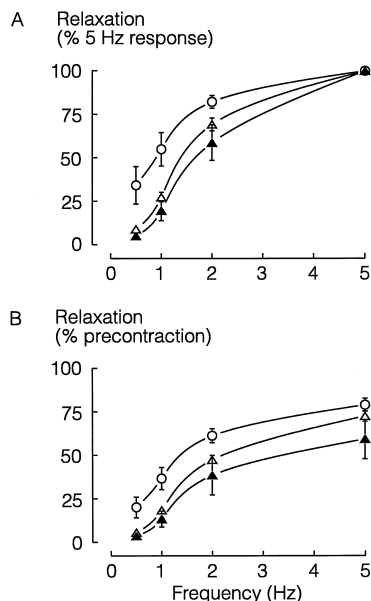 A Relaxation
(% 5 Hz response)
100
75
50
25
0
0 1 2 3 4 5
B Relaxation
(% precontraction)
100
75
50
25
0
0 1 2 3 4 5
Frequency (Hz)